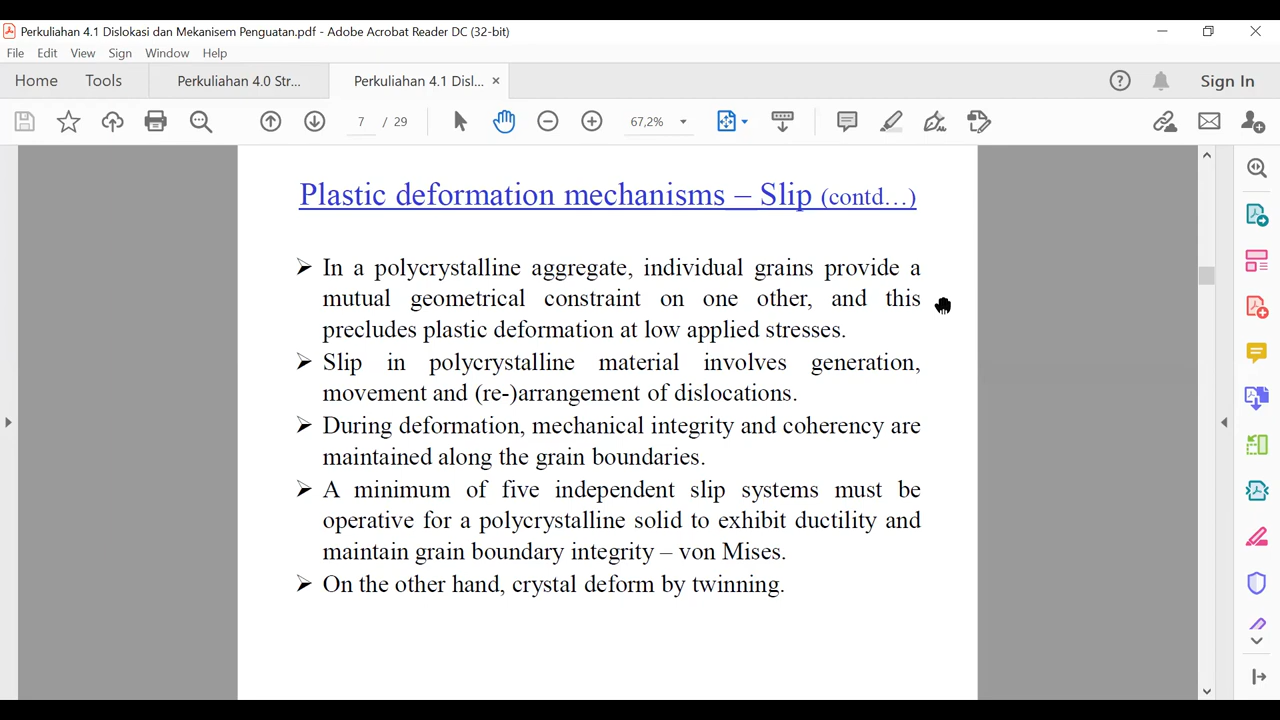 Perkuliahan 4.1 Dislokasi dan Mekanisem Penguatan.pdf - Adobe Acrobat Reader DC (32-bit)
File Edit View Sign Window Help
Home Tools Perkuliahan 4.0 Str... Perkuliahan 4.1 Disl... × Sign In
7 / 29 67,2%
Plastic deformation mechanisms – Slip (contd…)
➢ In a polycrystalline aggregate, individual grains provide a
mutual geometrical constraint on one other, and this
precludes plastic deformation at low applied stresses.
➢ Slip in polycrystalline material involves generation,
movement and (re-)arrangement of dislocations.
➢ During deformation, mechanical integrity and coherency are
maintained along the grain boundaries.
➢ A minimum of five independent slip systems must be
operative for a polycrystalline solid to exhibit ductility and
maintain grain boundary integrity – von Mises.
➢ On the other hand, crystal deform by twinning.